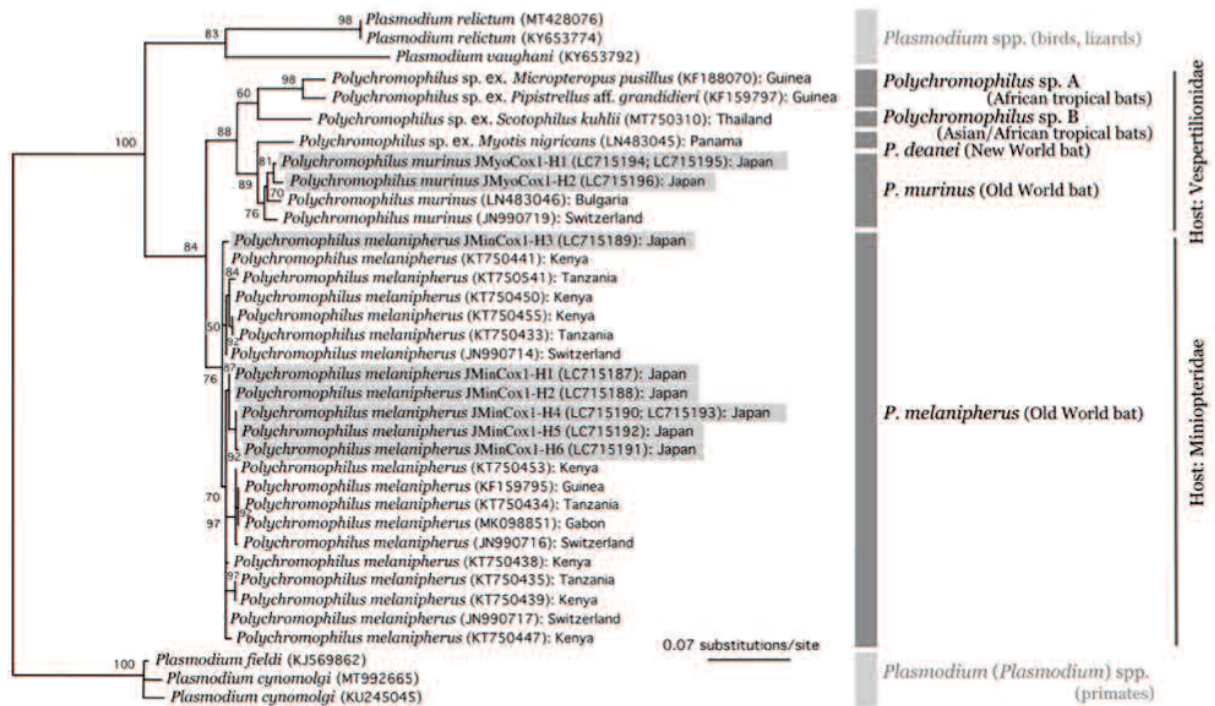 98 Plasmodium relictum (MT428076)
Plasmodium relictum (KY653774)
83
Plasmodium vaughani (KY653792)
Plasmodium spp. (birds, lizards)
98 Polychromophilus sp. ex. Micropteropus pusillus (KF188070): Guinea
Polychromophilus sp. ex. Pipistrellus aff. grandidieri (KF159797): Guinea
60
Polychromophilus sp. ex. Scotophilus kuhlii (MT750310): Thailand
88
100
Polychromophilus sp. ex. Myotis nigricans (LN483045): Panama
81 Polychromophilus murinus JMyoCox1-H1 (LC715194; LC715195): Japan
89
Polychromophilus murinus JMyoCox1-H2 (LC715196): Japan
70
Polychromophilus murinus (LN483046): Bulgaria
76
Polychromophilus murinus (JN990719): Switzerland
Polychromophilus sp. A
(African tropical bats)
Polychromophilus sp. B
(Asian/African tropical bats)
P. deanei (New World bat)
P. murinus (Old World bat)
Host: Vespertilionidae
84
Polychromophilus melanipherus JMinCox1-H3 (LC715189): Japan
Polychromophilus melanipherus (KT750441): Kenya
84
Polychromophilus melanipherus (KT750541): Tanzania
Polychromophilus melanipherus (KT750450): Kenya
Polychromophilus melanipherus (KT750455): Kenya
50
Polychromophilus melanipherus (KT750433): Tanzania
92
Polychromophilus melanipherus (JN990714): Switzerland
87
76
Polychromophilus melanipherus JMinCox1-H1 (LC715187): Japan
Polychromophilus melanipherus JMinCox1-H2 (LC715188): Japan
Polychromophilus melanipherus JMinCox1-H4 (LC715190; LC715193): Japan
Polychromophilus melanipherus JMinCox1-H5 (LC715192): Japan
Polychromophilus melanipherus JMinCox1-H6 (LC715191): Japan
92
Polychromophilus melanipherus (KT750453): Kenya
Polychromophilus melanipherus (KF159795): Guinea
70
Polychromophilus melanipherus (KT750434): Tanzania
92
97
Polychromophilus melanipherus (MK098851): Gabon
Polychromophilus melanipherus (JN990716): Switzerland
Polychromophilus melanipherus (KT750438): Kenya
97
Polychromophilus melanipherus (KT750435): Tanzania
Polychromophilus melanipherus (KT750439): Kenya
Polychromophilus melanipherus (JN990717): Switzerland
Polychromophilus melanipherus (KT750447): Kenya
P. melanipherus (Old World bat)
Host: Miniopteridae
0.07 substitutions/site
100
Plasmodium fieldi (KJ569862)
Plasmodium cynomolgi (MT992665)
Plasmodium cynomolgi (KU245045)
Plasmodium (Plasmodium) spp.
(primates)